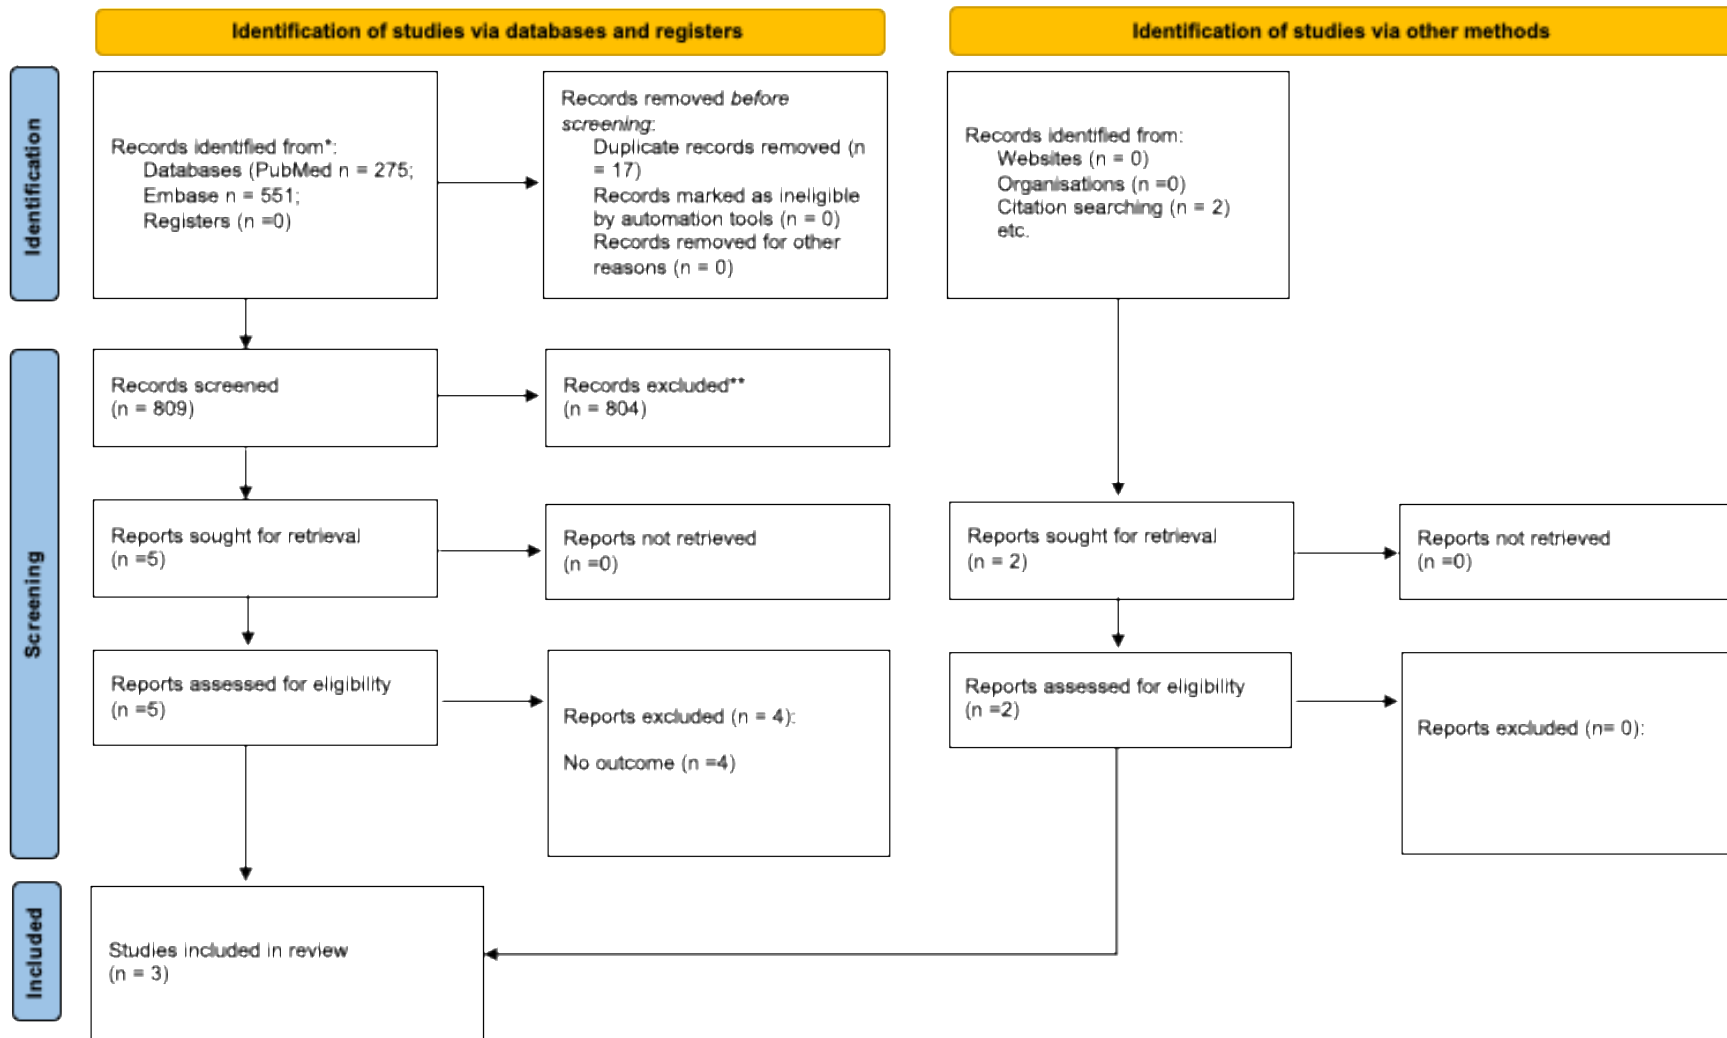 Identification of studies via databases and registers
Identification of studies via other methods
Identification
Records identified from*:
Databases (PubMed n = 275;
Embase n = 551;
Registers (n =0)
Records removed before
screening:
Duplicate records removed (n
= 17)
Records marked as ineligible
by automation tools (n = 0)
Records removed for other
reasons (n = 0)
Records identified from:
Websites (n = 0)
Organisations (n =0)
Citation searching (n = 2)
etc.
Screening
Records screened
(n = 809)
Records excluded**
(n = 804)
Reports sought for retrieval
(n =5)
Reports not retrieved
(n =0)
Reports sought for retrieval
(n = 2)
Reports not retrieved
(n =0)
Reports assessed for eligibility
(n =5)
Reports excluded (n = 4):
No outcome (n =4)
Reports assessed for eligibility
(n =2)
Reports excluded (n= 0):
Included
Studies included in review
(n = 3)